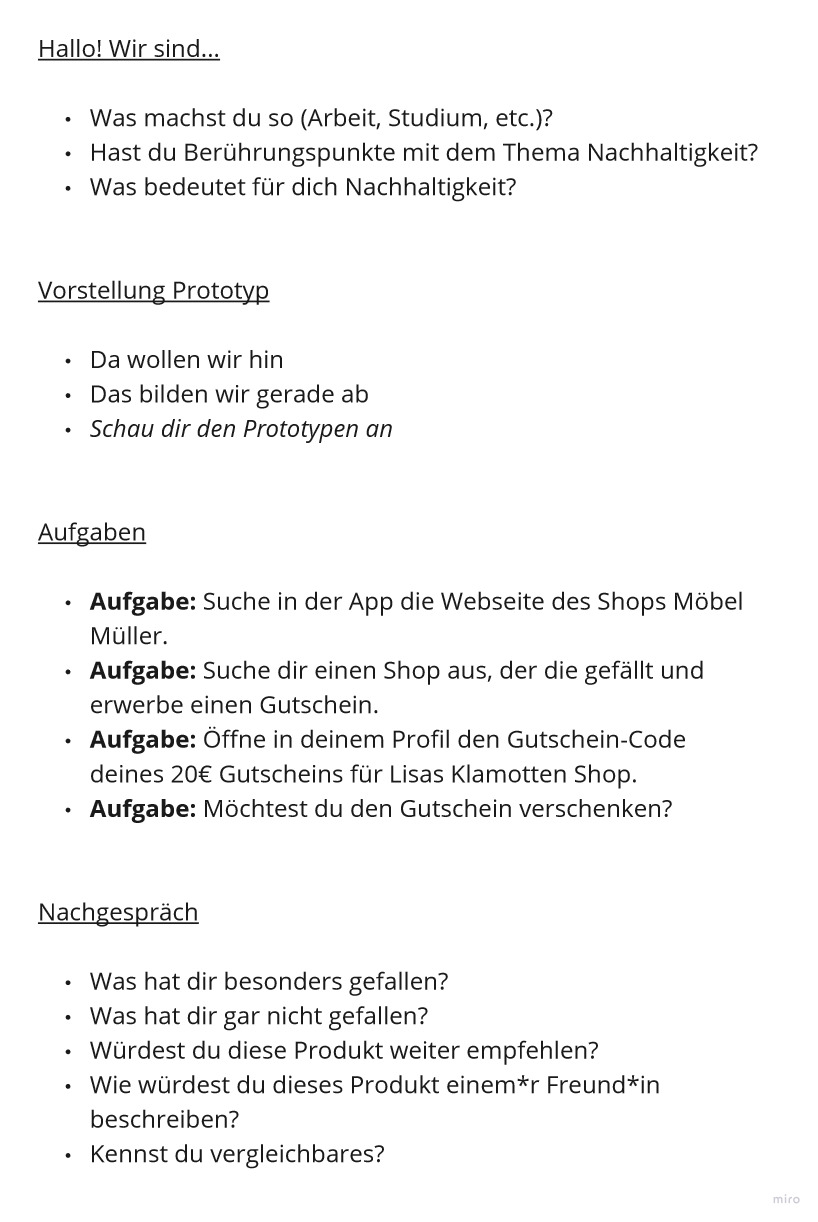 Hallo! Wir sind...
• Was machst du so (Arbeit, Studium, etc.)?
• Hast du Berührungspunkte mit dem Thema Nachhaltigkeit?
• Was bedeutet für dich Nachhaltigkeit?
Vorstellung Prototyp
• Da wollen wir hin
• Das bilden wir gerade ab
• Schau dir den Prototypen an
Aufgaben
• Aufgabe: Suche in der App die Webseite des Shops Möbel
Müller.
• Aufgabe: Suche dir einen Shop aus, der die gefällt und
erwerbe einen Gutschein.
• Aufgabe: Öffne in deinem Profil den Gutschein-Code
deines 20€ Gutscheins für Lisas Klamotten Shop.
• Aufgabe: Möchtest du den Gutschein verschenken?
Nachgespräch
• Was hat dir besonders gefallen?
• Was hat dir gar nicht gefallen?
• Würdest du diese Produkt weiter empfehlen?
• Wie würdest du dieses Produkt einem*r Freund*in
beschreiben?
• Kennst du vergleichbares?
miro